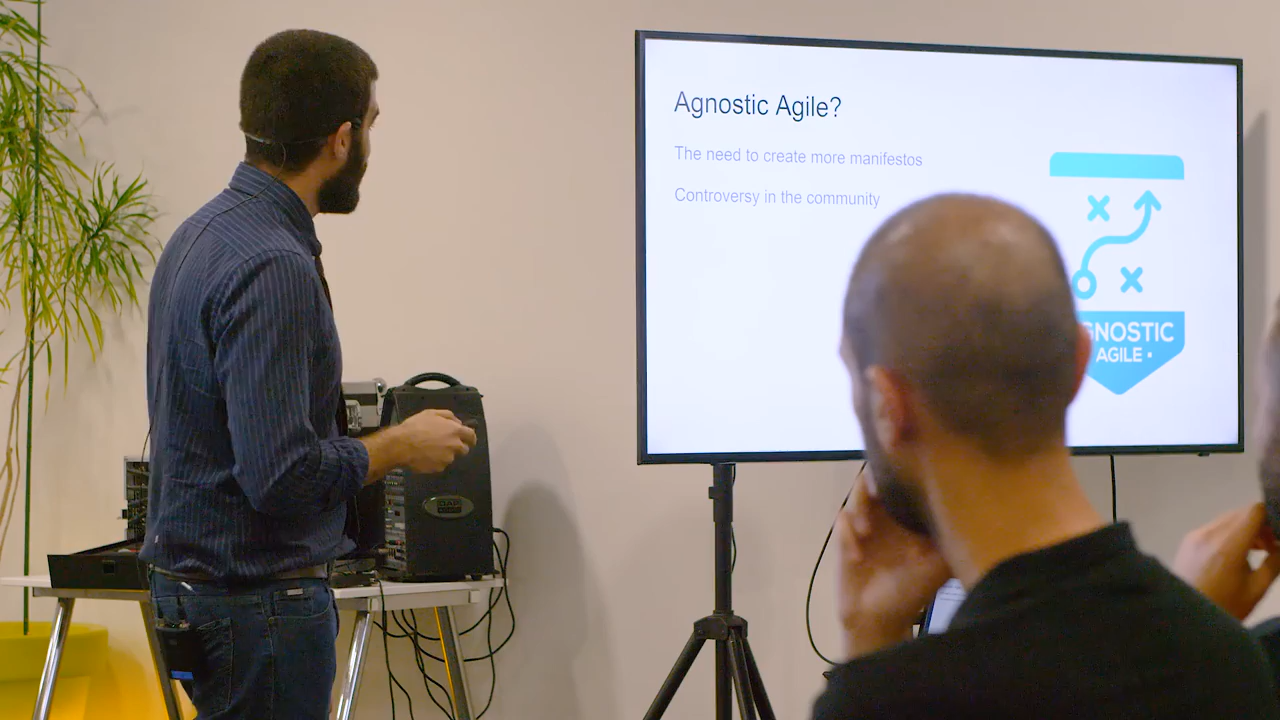 Agnostic Agile?
The need to create more manifestos
Controversy in the community
GNOSTIC
AGILE